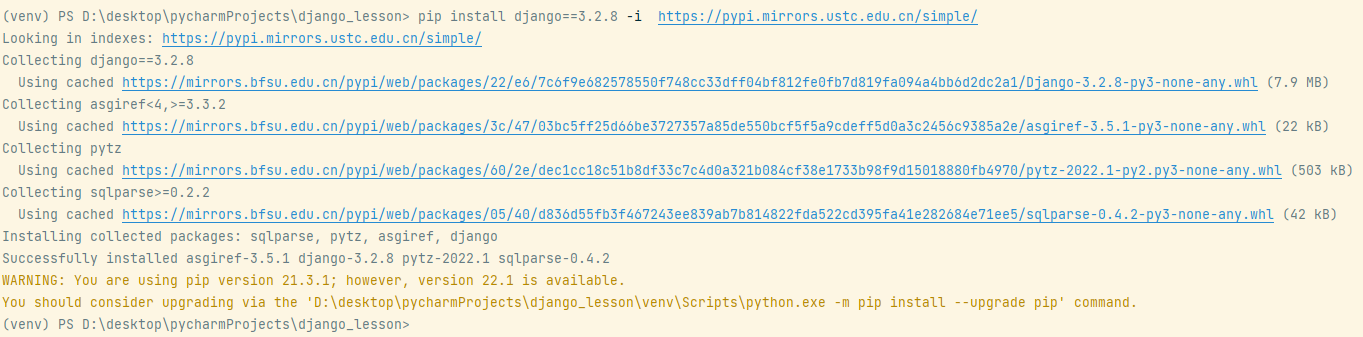 (venv) PS D:\desktop\pycharmProjects\django_lesson> pip install django==3.2.8 -i  https://pypi.mirrors.ustc.edu.cn/simple/
Looking in indexes: https://pypi.mirrors.ustc.edu.cn/simple/
Collecting django==3.2.8
  Using cached https://mirrors.bfsu.edu.cn/pypi/web/packages/22/e6/7c6f9e682578550f748cc33dff04bf812fe0fb7d819fa094a4bb6d2dc2a1/Django-3.2.8-py3-none-any.whl (7.9 MB)
Collecting asgiref<4,>=3.3.2
  Using cached https://mirrors.bfsu.edu.cn/pypi/web/packages/3c/47/03bc5ff25d66be3727357a85de550bcf5f5a9cdeff5d0a3c2456c9385a2e/asgiref-3.5.1-py3-none-any.whl (22 kB)
Collecting pytz
  Using cached https://mirrors.bfsu.edu.cn/pypi/web/packages/60/2e/dec1cc18c51b8df33c7c4d0a321b084cf38e1733b98f9d15018880fb4970/pytz-2022.1-py2.py3-none-any.whl (503 kB)
Collecting sqlparse>=0.2.2
  Using cached https://mirrors.bfsu.edu.cn/pypi/web/packages/05/40/d836d55fb3f467243ee839ab7b814822fda522cd395fa41e282684e71ee5/sqlparse-0.4.2-py3-none-any.whl (42 kB)
Installing collected packages: sqlparse, pytz, asgiref, django
Successfully installed asgiref-3.5.1 django-3.2.8 pytz-2022.1 sqlparse-0.4.2
WARNING: You are using pip version 21.3.1; however, version 22.1 is available.
You should consider upgrading via the 'D:\desktop\pycharmProjects\django_lesson\venv\Scripts\python.exe -m pip install --upgrade pip' command.
(venv) PS D:\desktop\pycharmProjects\django_lesson>